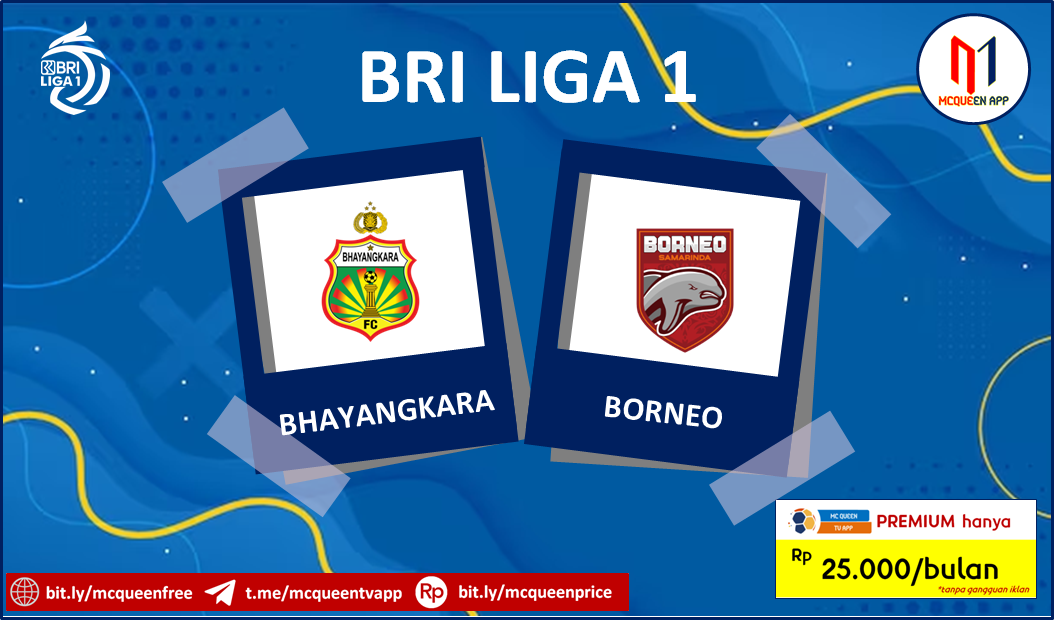 BRI
LIGA 1
BRI LIGA 1
MCQUEEN APP
BHAYANGKARA
FC
BORNEO
SAMARINDA
BHAYANGKARA
BORNEO
MC QUEEN
TV APP
PREMIUM hanya
Rp 25.000/bulan
*tanpa gangguan iklan
bit.ly/mcqueenfree
t.me/mcqueentvapp
Rp
bit.ly/mcqueenprice